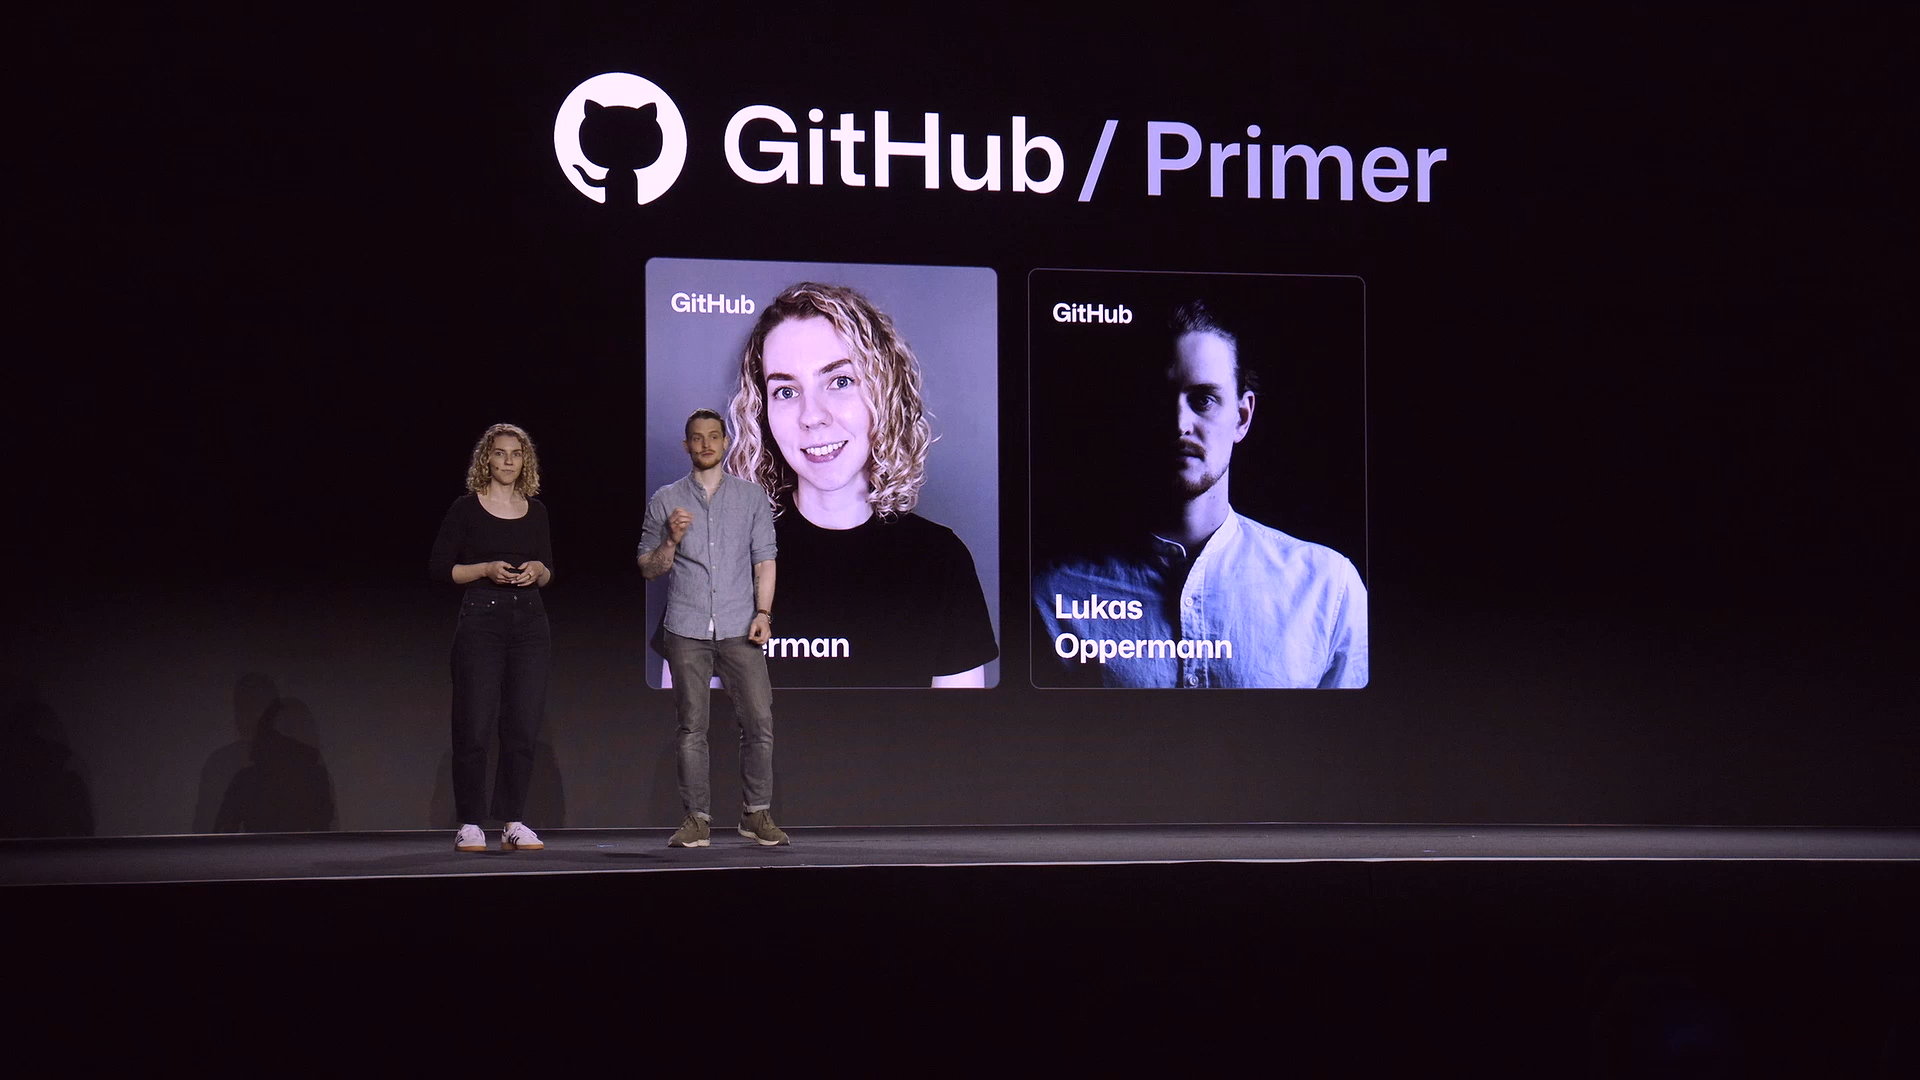 GitHub / Primer
GitHub
erman
GitHub
Lukas
Oppermann